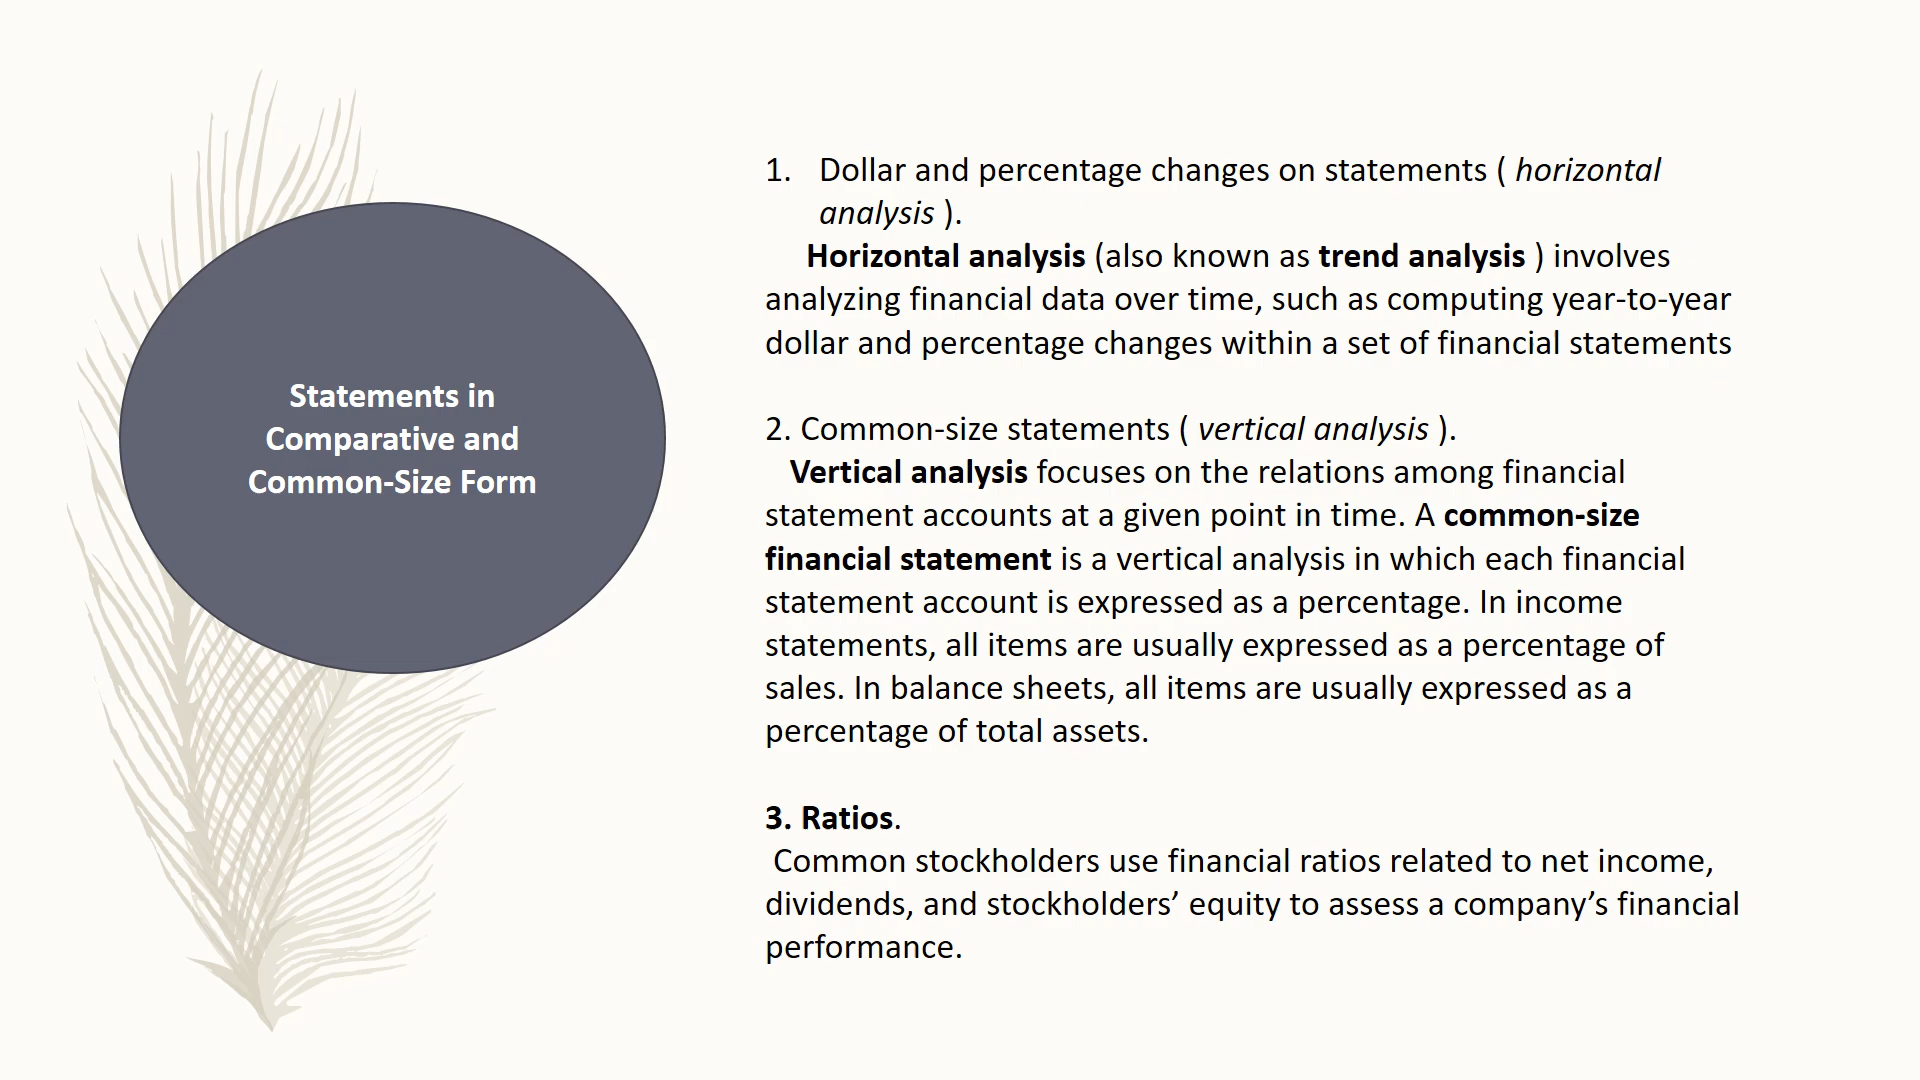 Statements in
Comparative and
Common-Size Form
1. Dollar and percentage changes on statements ( horizontal
analysis ).
Horizontal analysis (also known as trend analysis ) involves
analyzing financial data over time, such as computing year-to-year
dollar and percentage changes within a set of financial statements
2. Common-size statements ( vertical analysis ).
Vertical analysis focuses on the relations among financial
statement accounts at a given point in time. A common-size
financial statement is a vertical analysis in which each financial
statement account is expressed as a percentage. In income
statements, all items are usually expressed as a percentage of
sales. In balance sheets, all items are usually expressed as a
percentage of total assets.
3. Ratios.
Common stockholders use financial ratios related to net income,
dividends, and stockholders’ equity to assess a company’s financial
performance.